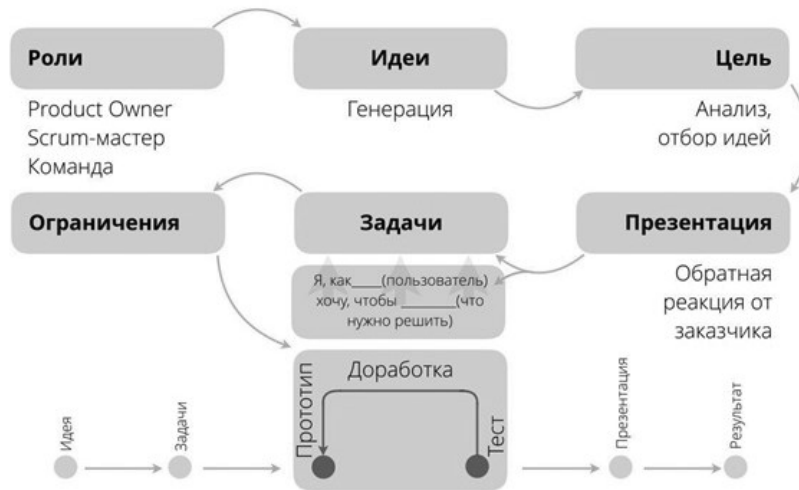 Роли
Идеи
Цель
Product Owner
Scrum-мастер
Команда
Генерация
Анализ,
отбор идей
Ограничения
Задачи
Презентация
Я, как____(пользователь)
хочу, чтобы ________(что
нужно решить)
Обратная
реакция от
заказчика
Доработка
Прототип
Тест
Идея
Задачи
Презентация
Результат